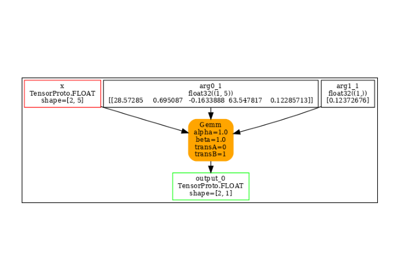 x
TensorProto.FLOAT
shape=[2, 5]
arg0_1
float32((1, 5))
[[28.57285 0.695087 -0.1633888 63.547817 0.12285713]]
arg1_1
float32((1,))
[0.12372676]
Gemm
alpha=1.0
beta=1.0
transA=0
transB=1
output_0
TensorProto.FLOAT
shape=[2, 1]